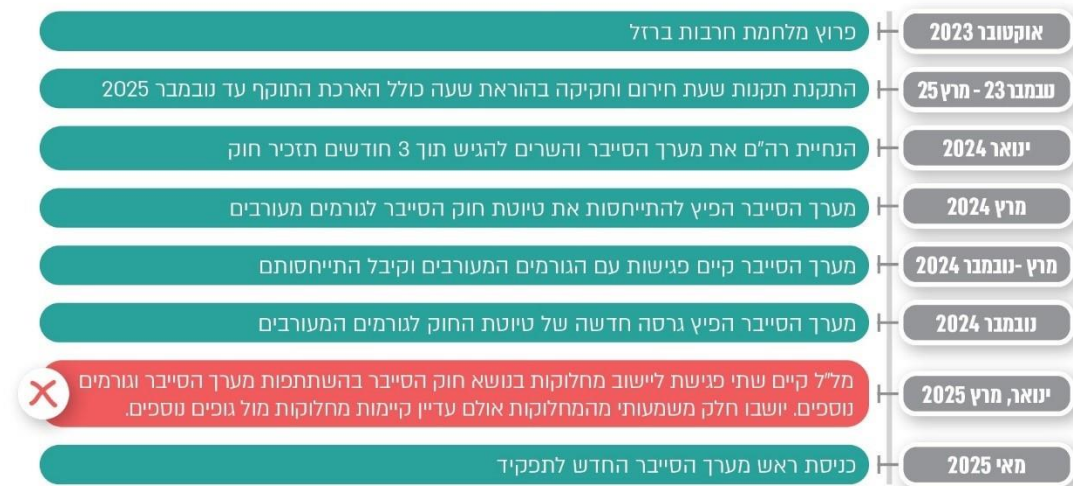 אוקטובר 2023
פרוץ מלחמת חרבות ברזל
נובמבר 23 - מרץ 25
התקנת תקנות שעת חירום וחקיקה בהוראת שעה כולל הארכת התוקף עד נובמבר 2025
ינואר 2024
הנחיית רה"ם את מערך הסייבר והשרים להגיש תוך 3 חודשים תזכיר חוק
מרץ 2024
מערך הסייבר הפיץ להתייחסות את טיוטת חוק הסייבר לגורמים מעורבים
מרץ -נובמבר 2024
מערך הסייבר קיים פגישות עם הגורמים המעורבים וקיבל התייחסותם
נובמבר 2024
מערך הסייבר הפיץ גרסה חדשה של טיוטת החוק לגורמים המעורבים
ינואר, מרץ 2025
מל"ל קיים שתי פגישת ליישוב מחלוקות בנושא חוק הסייבר בהשתתפות מערך הסייבר וגורמים
נוספים. יושבו חלק משמעותי מהמחלוקות אולם עדיין קיימות מחלוקות מול גופים נוספים.
מאי 2025
כניסת ראש מערך הסייבר החדש לתפקיד